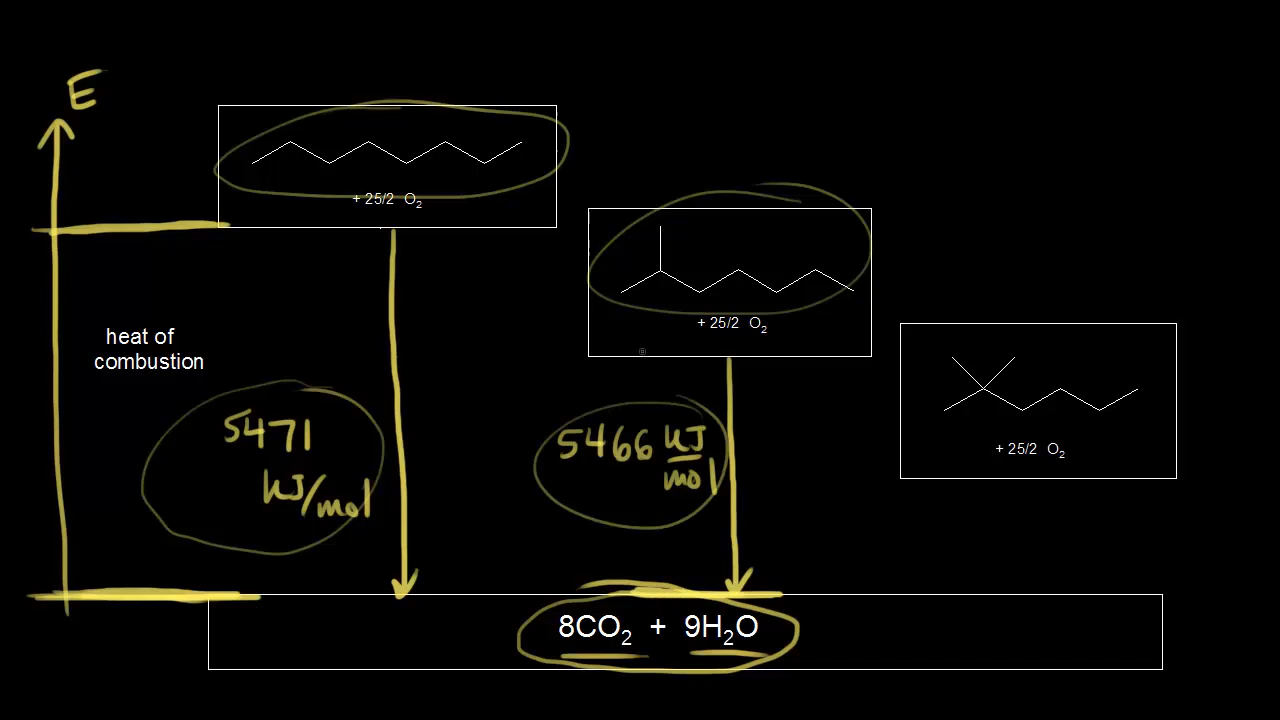 E
+ 25/2 O₂
+ 25/2 O₂
heat of
combustion
5471
kJ/mol
5466 kJ/mol
+ 25/2 O₂
8CO₂ + 9H₂O